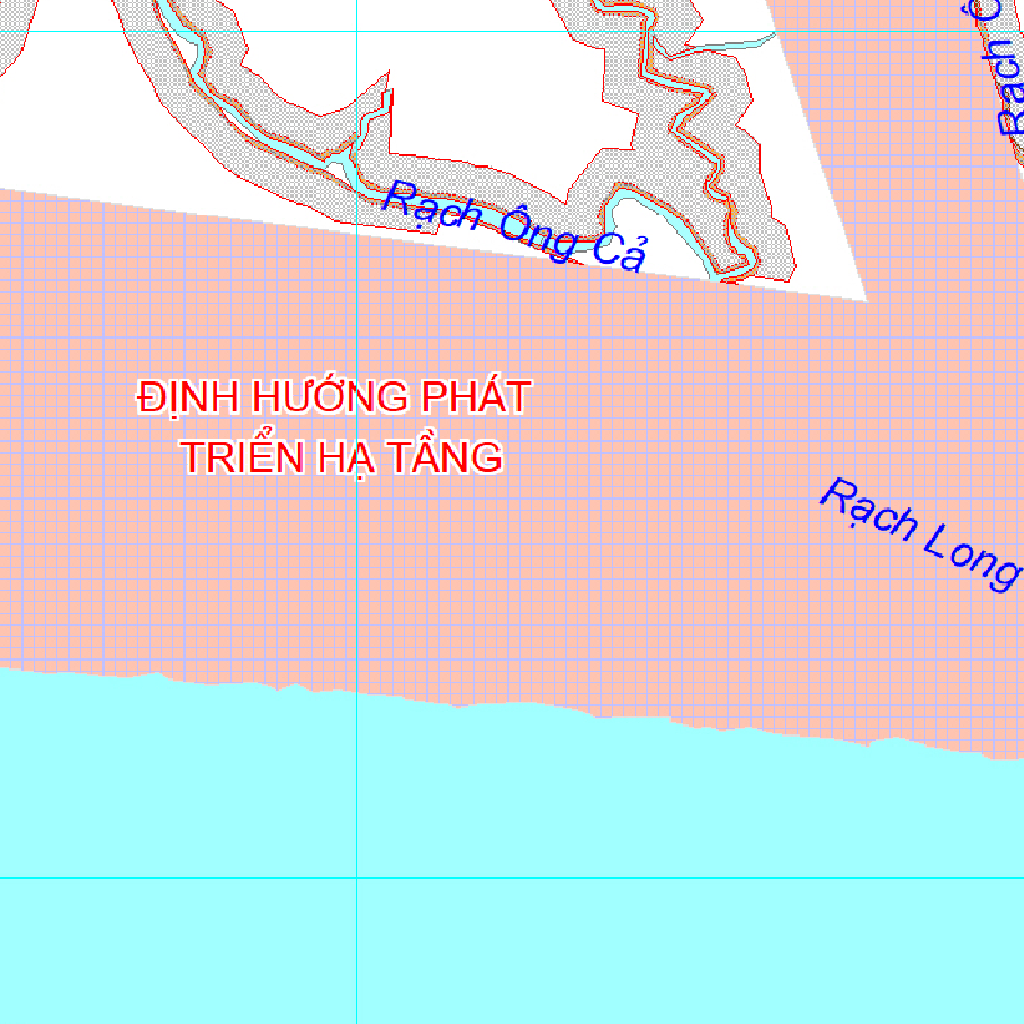 Rạch
Rạch Ông Cả
ĐỊNH HƯỚNG PHÁT
TRIỂN HẠ TẦNG
Rạch Long